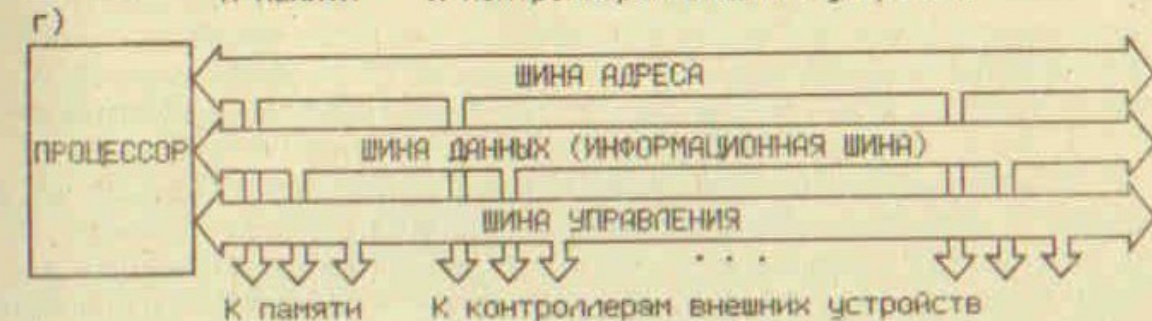 г)
ШИНА АДРЕСА
ПРОЦЕССОР
ШИНА ДАННЫХ (ИНФОРМАЦИОННАЯ ШИНА)
ШИНА УПРАВЛЕНИЯ
. . .
К памяти К контроллерам внешних устройств